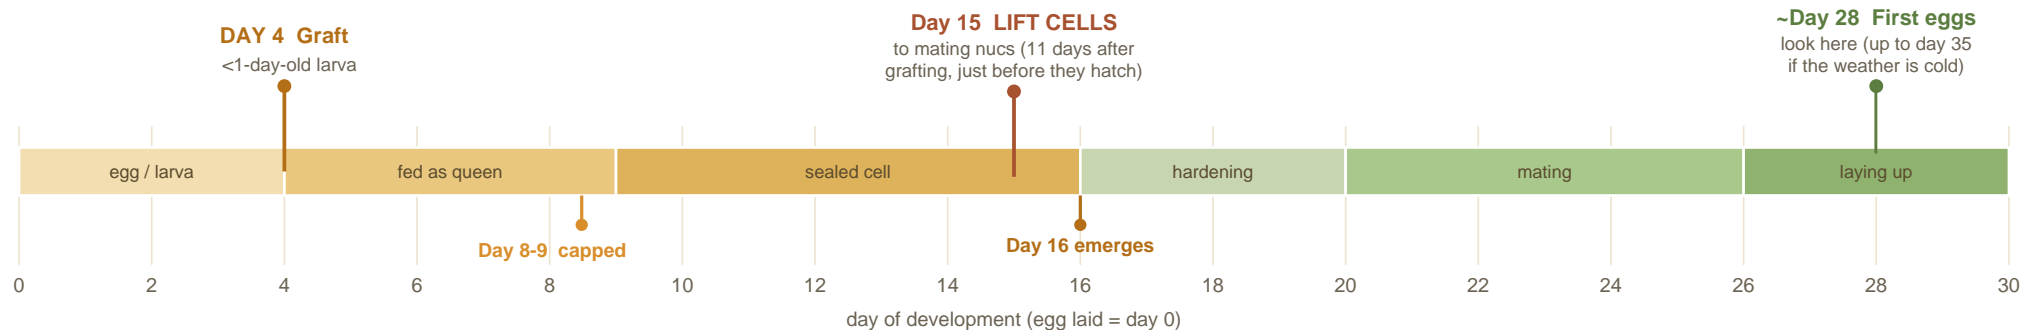 DAY 4  Graft
<1-day-old larva
Day 15  LIFT CELLS
to mating nucs (11 days after
grafting, just before they hatch)
~Day 28  First eggs
look here (up to day 35
if the weather is cold)
egg / larva
fed as queen
sealed cell
hardening
mating
laying up
Day 8-9  capped
Day 16 emerges
0 2 4 6 8 10 12 14 16 18 20 22 24 26 28 30
day of development (egg laid = day 0)